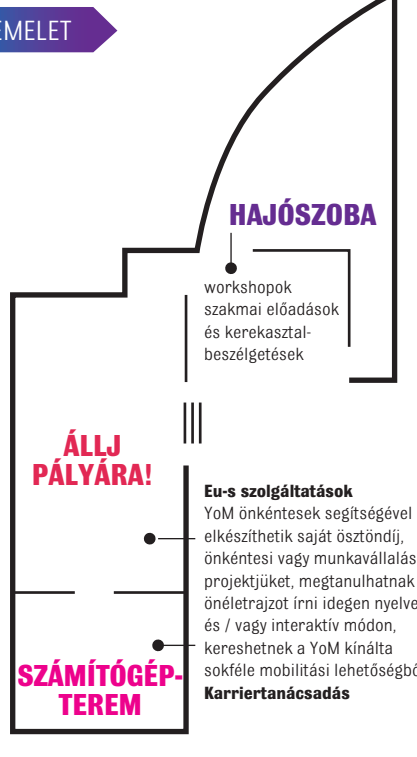 EMELET
HAJÓSZOBA
workshopok
szakmai előadások
és kerekasztal-
beszélgetések
ÁLLJ
PÁLYÁRA!
Eu-s szolgáltatások
YoM önkéntesek segítségével
elkészíthetik saját ösztöndíj,
önkéntesi vagy munkavállalás
projektjüket, megtanulhatnak
önéletrajzot írni idegen nyelve
és / vagy interaktív módon,
kereshetnek a YoM kínálta
sokféle mobilitási lehetőségbő
Karriertanácsadás
SZÁMÍTÓGÉP-
TEREM